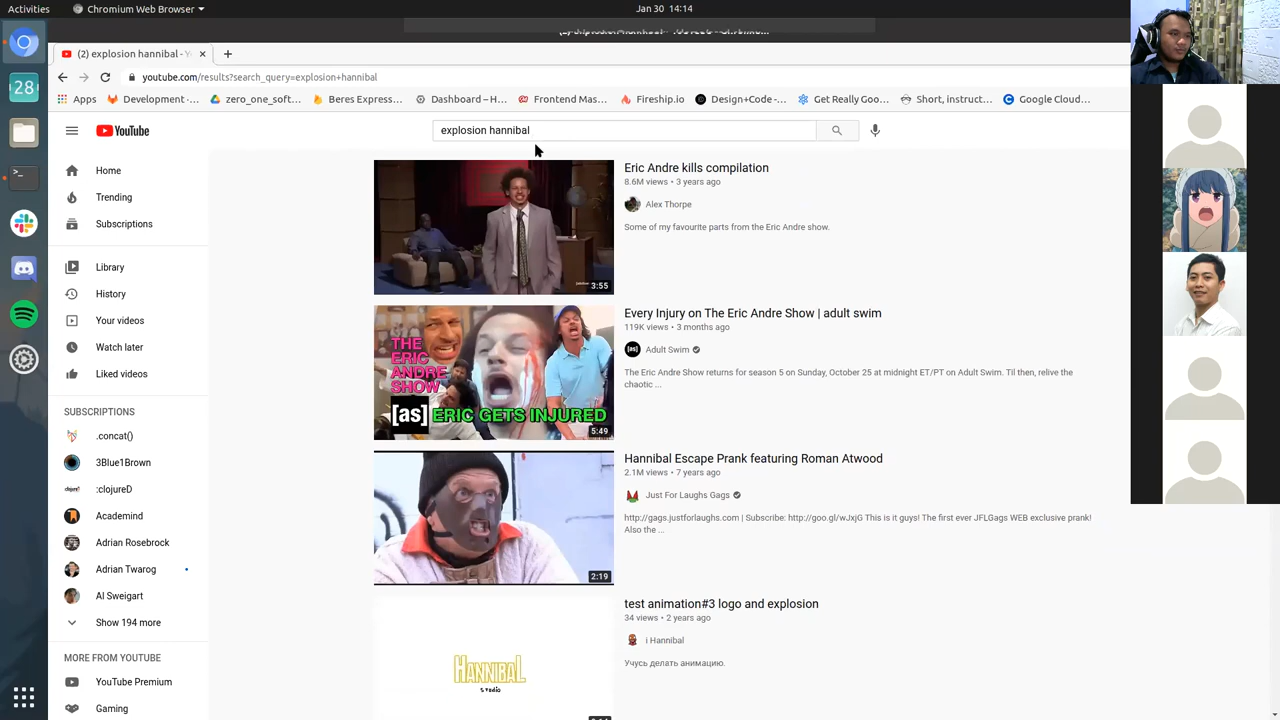 Activities
Chromium Web Browser
Jan 30 14:14
(2) explosion hannibal - Y
youtube.com/results?search_query=explosion+hannibal
Apps
Development ·...
zero_one_soft...
Beres Express...
Dashboard – H...
Frontend Mas...
Fireship.io
Design+Code -...
Get Really Goo...
Short, instruct...
Google Cloud...
YouTube
explosion hannibal
28
Home
Trending
Subscriptions
Library
History
Your videos
Watch later
Liked videos
SUBSCRIPTIONS
.concat()
3Blue1Brown
:clojureD
Academind
Adrian Rosebrock
Adrian Twarog
Al Sweigart
Show 194 more
MORE FROM YOUTUBE
YouTube Premium
Gaming
3:55
Eric Andre kills compilation
8.6M views • 3 years ago
Alex Thorpe
Some of my favourite parts from the Eric Andre show.
THE
ERIC
ANDRE
SHOW
[as] ERIC GETS INJURED
5:49
Every Injury on The Eric Andre Show | adult swim
119K views • 3 months ago
[as] Adult Swim
The Eric Andre Show returns for season 5 on Sunday, October 25 at midnight ET/PT on Adult Swim. Til then, relive the
chaotic ...
2:19
Hannibal Escape Prank featuring Roman Atwood
2.1M views • 7 years ago
Just For Laughs Gags
http://gags.justforlaughs.com | Subscribe: http://goo.gl/wJxjG This is it guys! The first ever JFLGags WEB exclusive prank!
Also the ...
HANNIBAL
studio
test animation#3 logo and explosion
34 views • 2 years ago
i Hannibal
Учусь делать анимацию.